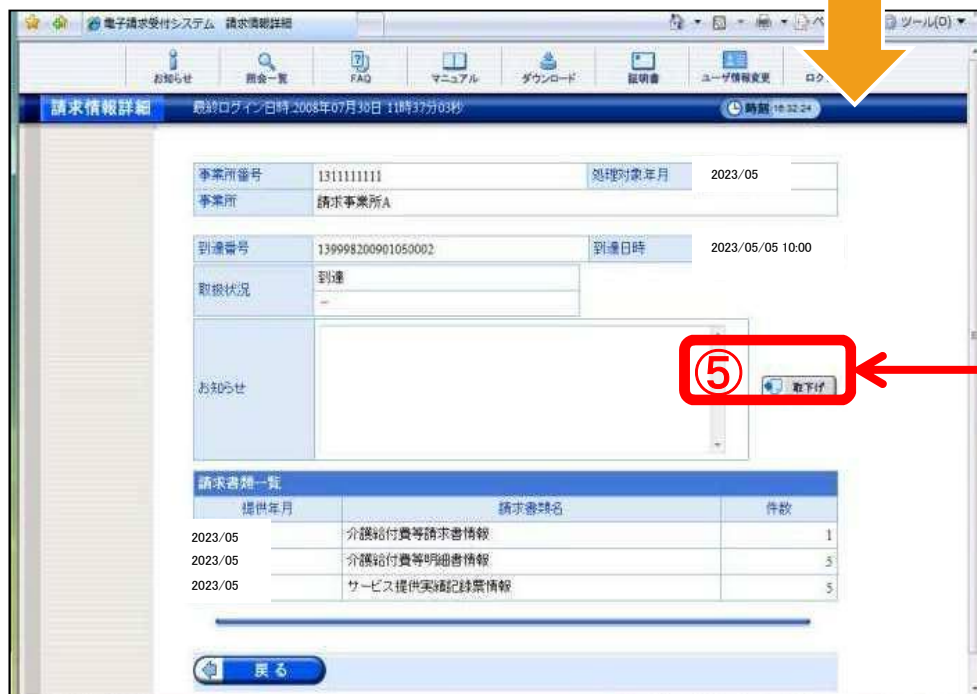 電子請求受付システム 請求情報詳細
ツール(O)
お知らせ 照会一覧 FAQ マニュアル ダウンロード 証明書 ユーザ情報変更 ログ
請求情報詳細 最終ログイン日時:2008年07月30日 11時37分03秒 時刻 16:32:24
事業所番号 1311111111 処理対象年月 2023/05
事業所 請求事業所A
到達番号 139998200901050002 到達日時 2023/05/05 10:00
取扱状況 到達
－
お知らせ ⑤ 取下げ
請求書類一覧
提供年月 請求書類名 件数
2023/05 介護給付費等請求書情報 1
2023/05 介護給付費等明細書情報 5
2023/05 サービス提供実績記録票情報 5
戻る